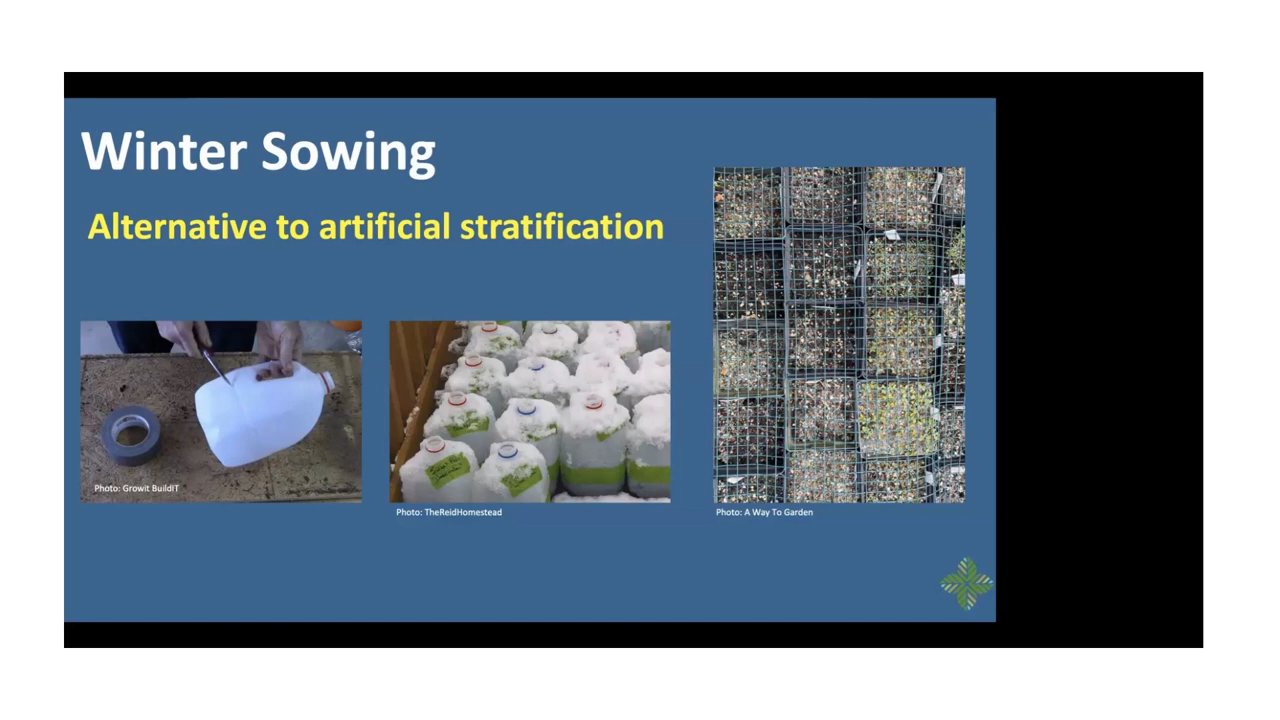 Winter Sowing
Alternative to artificial stratification
Photo: Growit BuildIT
Photo: TheReidHomestead
Photo: A Way To Garden